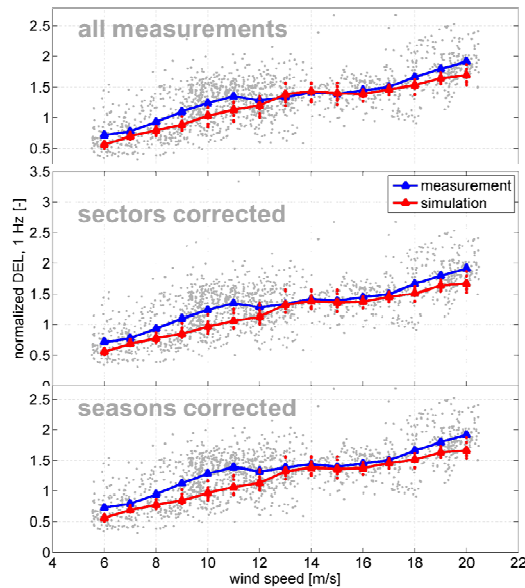 all measurements
2.5
2
1.5
1
0.5
3.5
measurement
simulation
3
sectors corrected
2.5
2
1.5
1
0.5
0
normalized DEL, 1 Hz [-]
seasons corrected
2.5
2
1.5
1
0.5
0
4 6 8 10 12 14 16 18 20 22
wind speed [m/s]